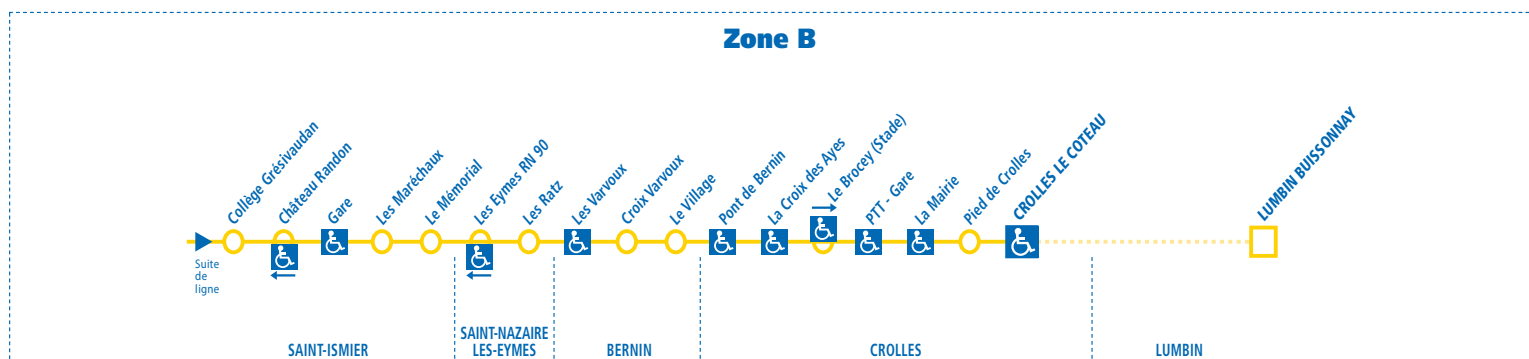 Zone B
Collège Grésivaudan
Château Randon
Gare
Les Maréchaux
Le Mémorial
Les Eymes RN 90
Les Ratz
Les Varvoux
Croix Varvoux
Le Village
Pont de Bernin
La Croix des Ayes
Le Brocey (Stade)
PTT - Gare
La Mairie
Pied de Crolles
CROLLES LE COTEAU
LUMBIN BUISSONNAY
Suite
de
ligne
SAINT-ISMIER
SAINT-NAZAIRE
LES-EYMES
BERNIN
CROLLES
LUMBIN